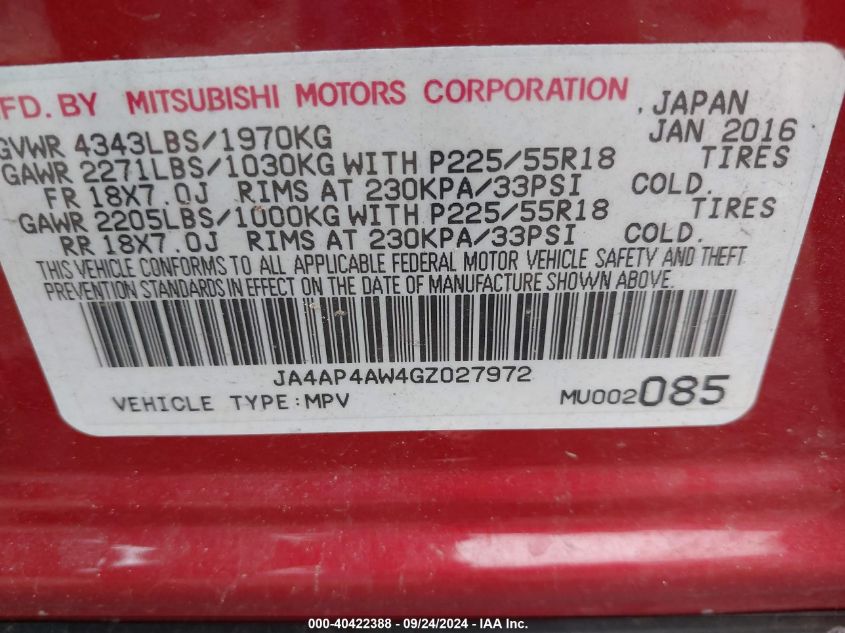 MFD. BY MITSUBISHI MOTORS CORPORATION, JAPAN
GVWR 4343LBS/1970KG JAN 2016
GAWR 2271LBS/1030KG WITH P225/55R18 TIRES
FR 18X7.0J RIMS AT 230KPA/33PSI COLD.
GAWR 2205LBS/1000KG WITH P225/55R18 TIRES
RR 18X7.0J RIMS AT 230KPA/33PSI COLD.
THIS VEHICLE CONFORMS TO ALL APPLICABLE FEDERAL MOTOR VEHICLE SAFETY AND THEFT
PREVENTION STANDARDS IN EFFECT ON THE DATE OF MANUFACTURE SHOWN ABOVE.
JA4AP4AW4GZ027972
VEHICLE TYPE:MPV MU002085
000-40422388 - 09/24/2024 - IAA Inc.